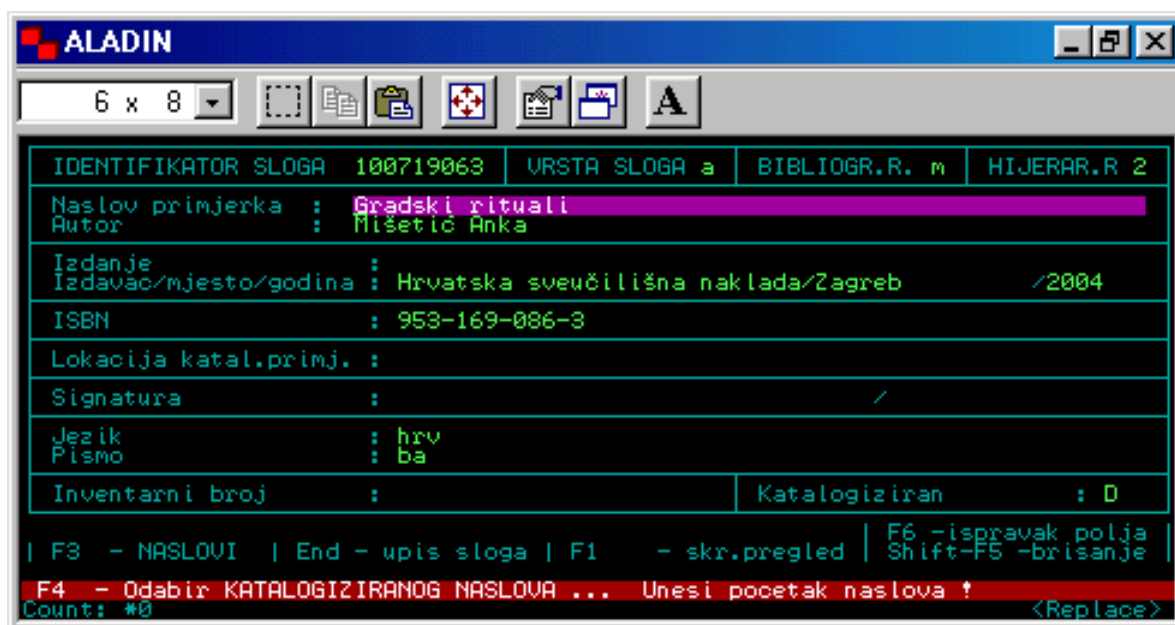 ALADIN
6 x 8
A
IDENTIFIKATOR SLOGA 100719063 VRSTA SLOGA a BIBLIOGR.R. m HIJERAR.R 2
Naslov primjerka : Gradski rituali
Autor : Mišetić Anka
Izdanje :
Izdavac/mjesto/godina : Hrvatska sveučilišna naklada/Zagreb /2004
ISBN : 953-169-086-3
Lokacija katal.primj. :
Signatura : /
Jezik : hrv
Pismo : ba
Inventarni broj : Katalogiziran : D
| F3 - NASLOVI | End - upis sloga | F1 - skr.pregled | F6 -ispravak polja |
Shift-F5 -brisanje
F4 - Odabir KATALOGIZIRANOG NASLOVA ... Unesi pocetak naslova !
Count: *0 <Replace>